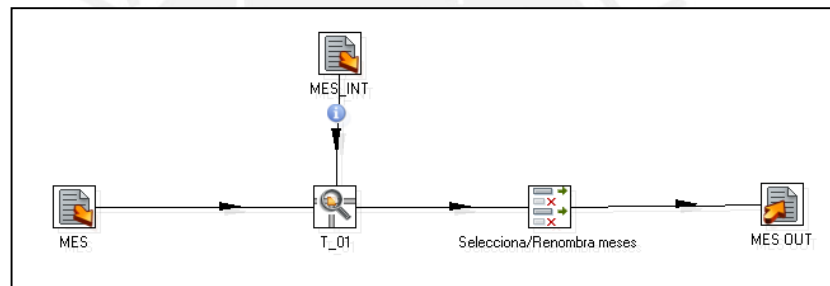 MES_INT
MES
T_01
Selecciona/Renombra meses
MES OUT